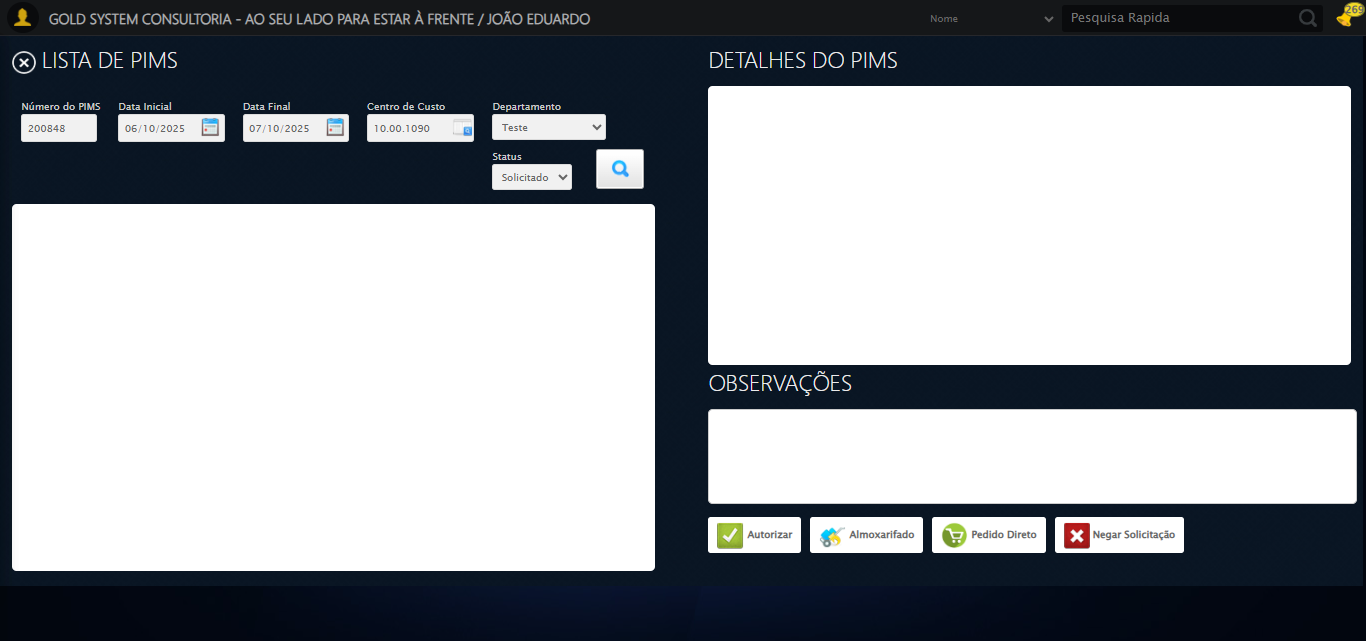 GOLD SYSTEM CONSULTORIA - AO SEU LADO PARA ESTAR À FRENTE / JOÃO EDUARDO
Nome
Pesquisa Rapida
269
LISTA DE PIMS
Número do PIMS
Data Inicial
Data Final
Centro de Custo
Departamento
200848
06/10/2025
07/10/2025
10.00.1090
Teste
Status
Solicitado
DETALHES DO PIMS
OBSERVAÇÕES
Autorizar
Almoxarifado
Pedido Direto
Negar Solicitação